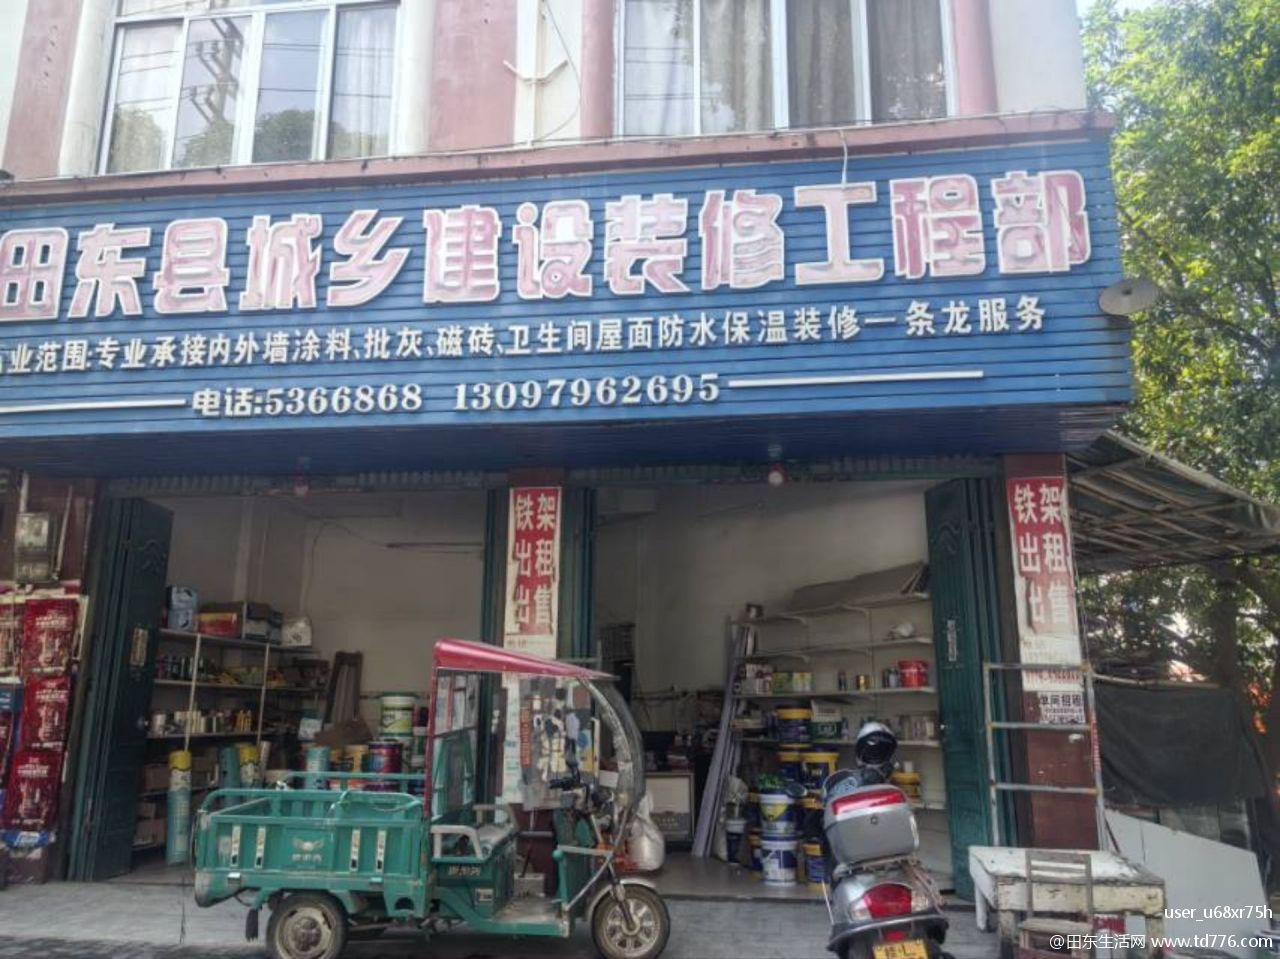 田东县城乡建设装修工程部
业范围:专业承接内外墙涂料、批灰、磁砖、卫生间屋面防水保温装修一条龙服务
电话:5366868 13097962695
铁架出租出售
铁架出租出售
user_u68xr75h
@田东生活网 www.td776.com